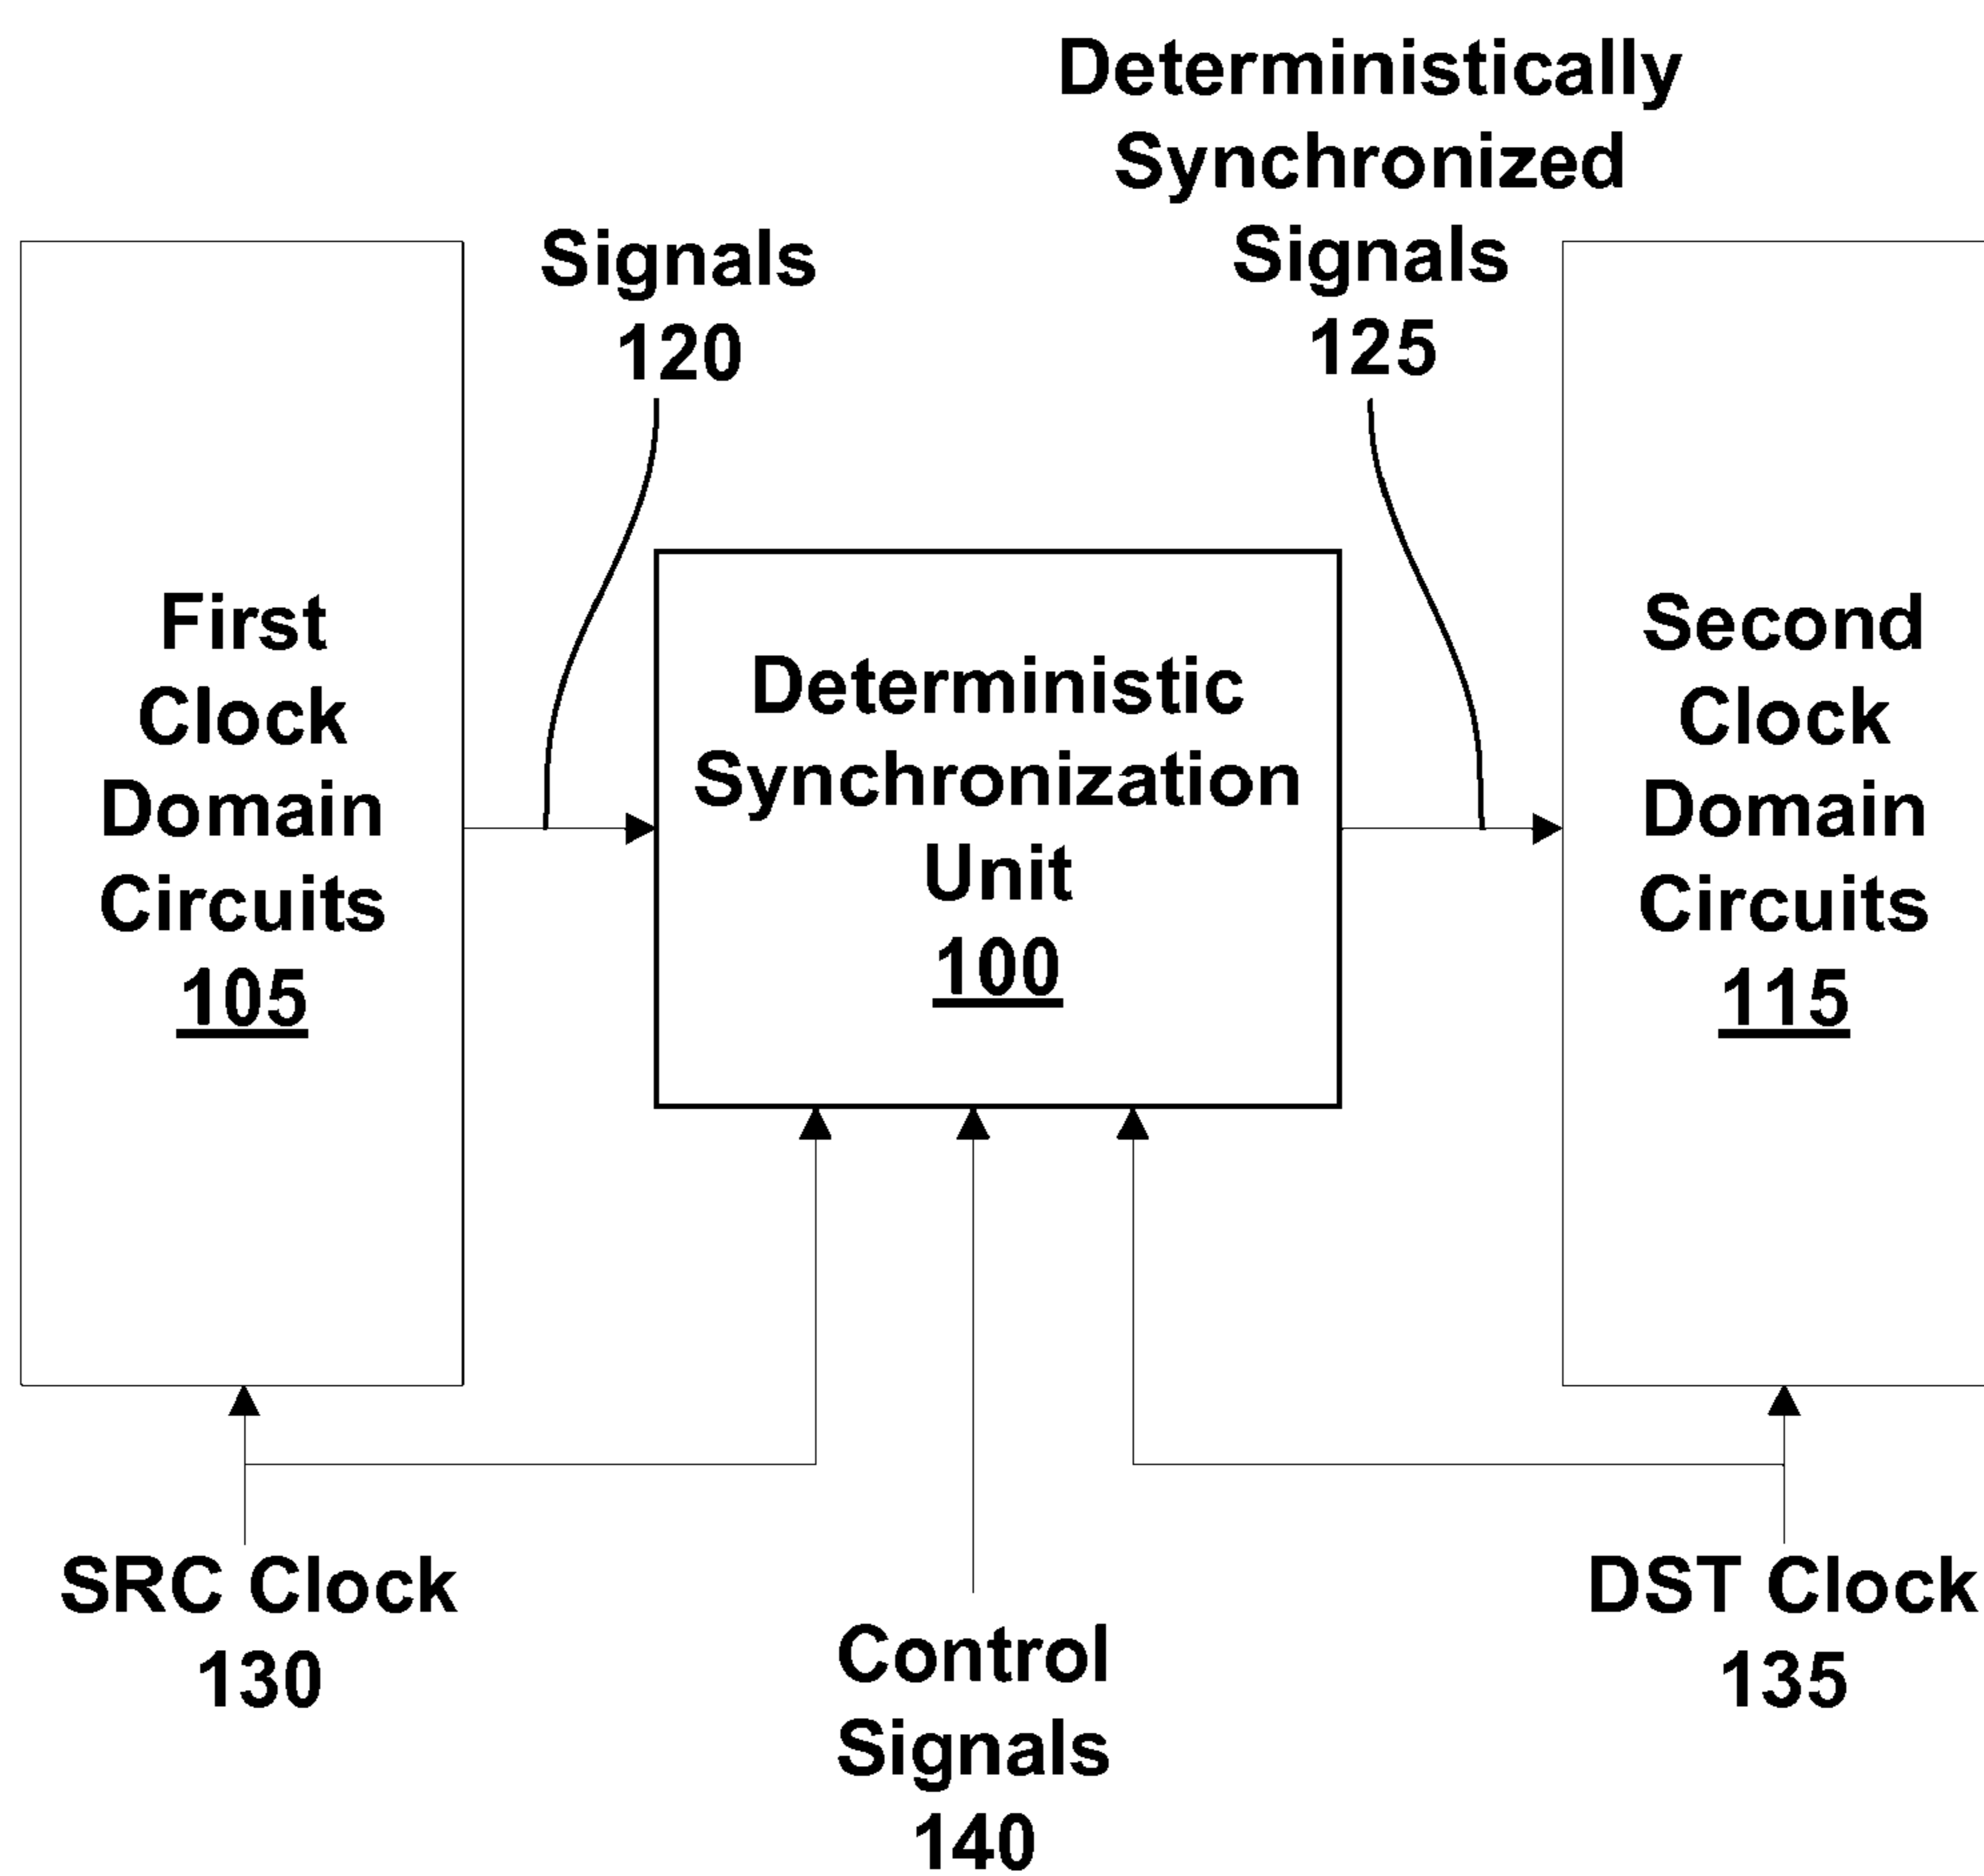 Deterministically
Synchronized
Signals
125
Signals
120
First
Clock
Domain
Circuits
105
Deterministic
Synchronization
Unit
100
Second
Clock
Domain
Circuits
115
SRC Clock
130
Control
Signals
140
DST Clock
135